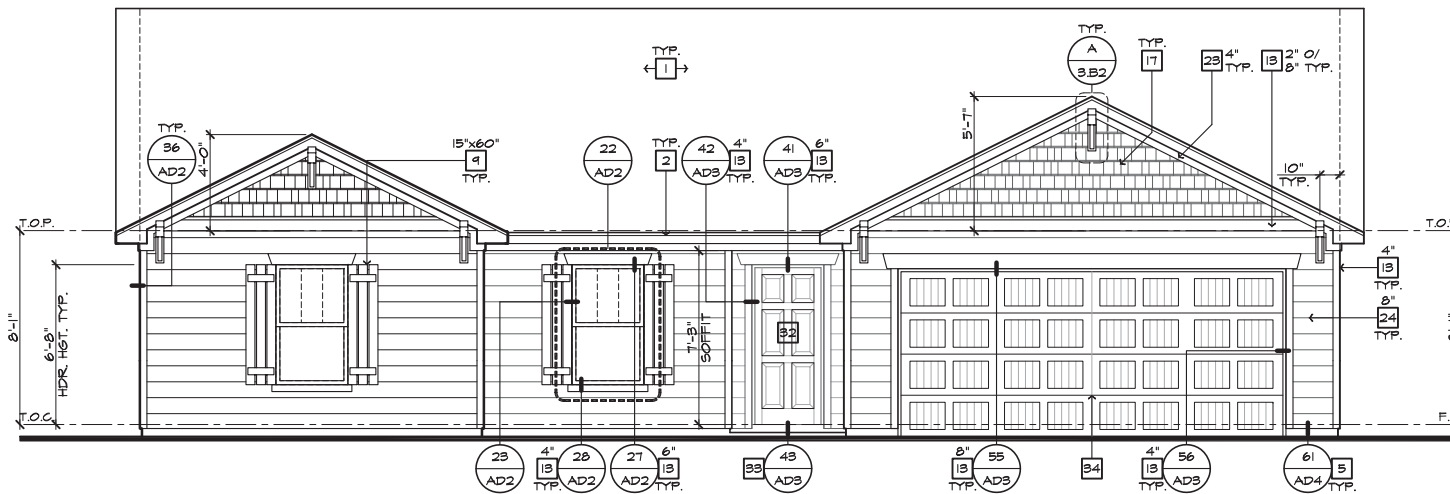 TYP.
A
3.B2
TYP.
1
TYP.
17
23
4"
TYP.
13
2" O/
8" TYP.
TYP.
36
AD2
4'-0"
15"x60"
9
TYP.
22
AD2
TYP.
2
42
AD3
4"
13
TYP.
41
AD3
6"
13
TYP.
5'-7"
10"
TYP.
T.O.P.
T.O.
8'-1"
6'-8"
HDR. HGT. TYP.
7'-3"
SOFFIT
32
4"
13
TYP.
8"
24
TYP.
T.O.C.
F.
23
AD2
4"
13
TYP.
28
AD2
27
AD2
6"
13
TYP.
33
43
AD3
8"
13
TYP.
55
AD3
34
4"
13
TYP.
56
AD3
61
AD4
5
TYP.